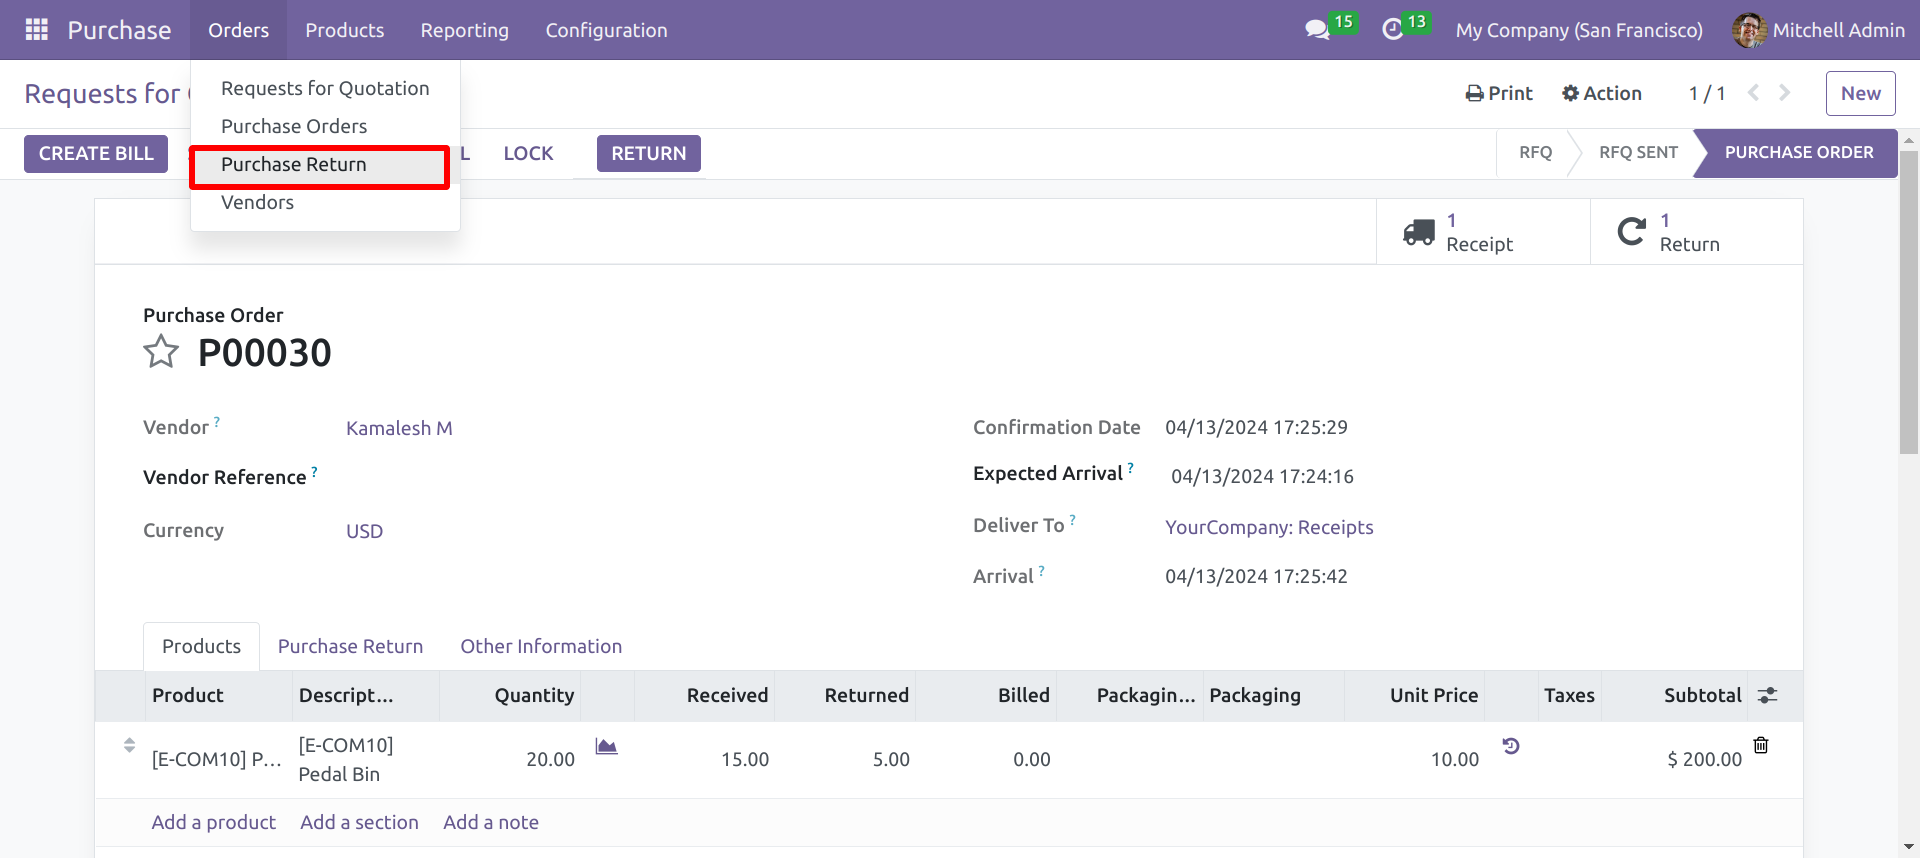 Purchase Orders Products Reporting Configuration 15 13 My Company (San Francisco) Mitchell Admin
Requests for Print Action 1 / 1 New
Requests for Quotation
Purchase Orders
Purchase Return
Vendors
CREATE BILL L LOCK RETURN RFQ RFQ SENT PURCHASE ORDER
1
Receipt
1
Return
Purchase Order
P00030
Vendor ? Kamalesh M
Vendor Reference ?
Currency USD
Confirmation Date 04/13/2024 17:25:29
Expected Arrival ? 04/13/2024 17:24:16
Deliver To ? YourCompany: Receipts
Arrival ? 04/13/2024 17:25:42
Products Purchase Return Other Information
Product Descript... Quantity Received Returned Billed Packagin... Packaging Unit Price Taxes Subtotal
[E-COM10] P... [E-COM10] Pedal Bin 20.00 15.00 5.00 0.00 10.00 $ 200.00
Add a product Add a section Add a note